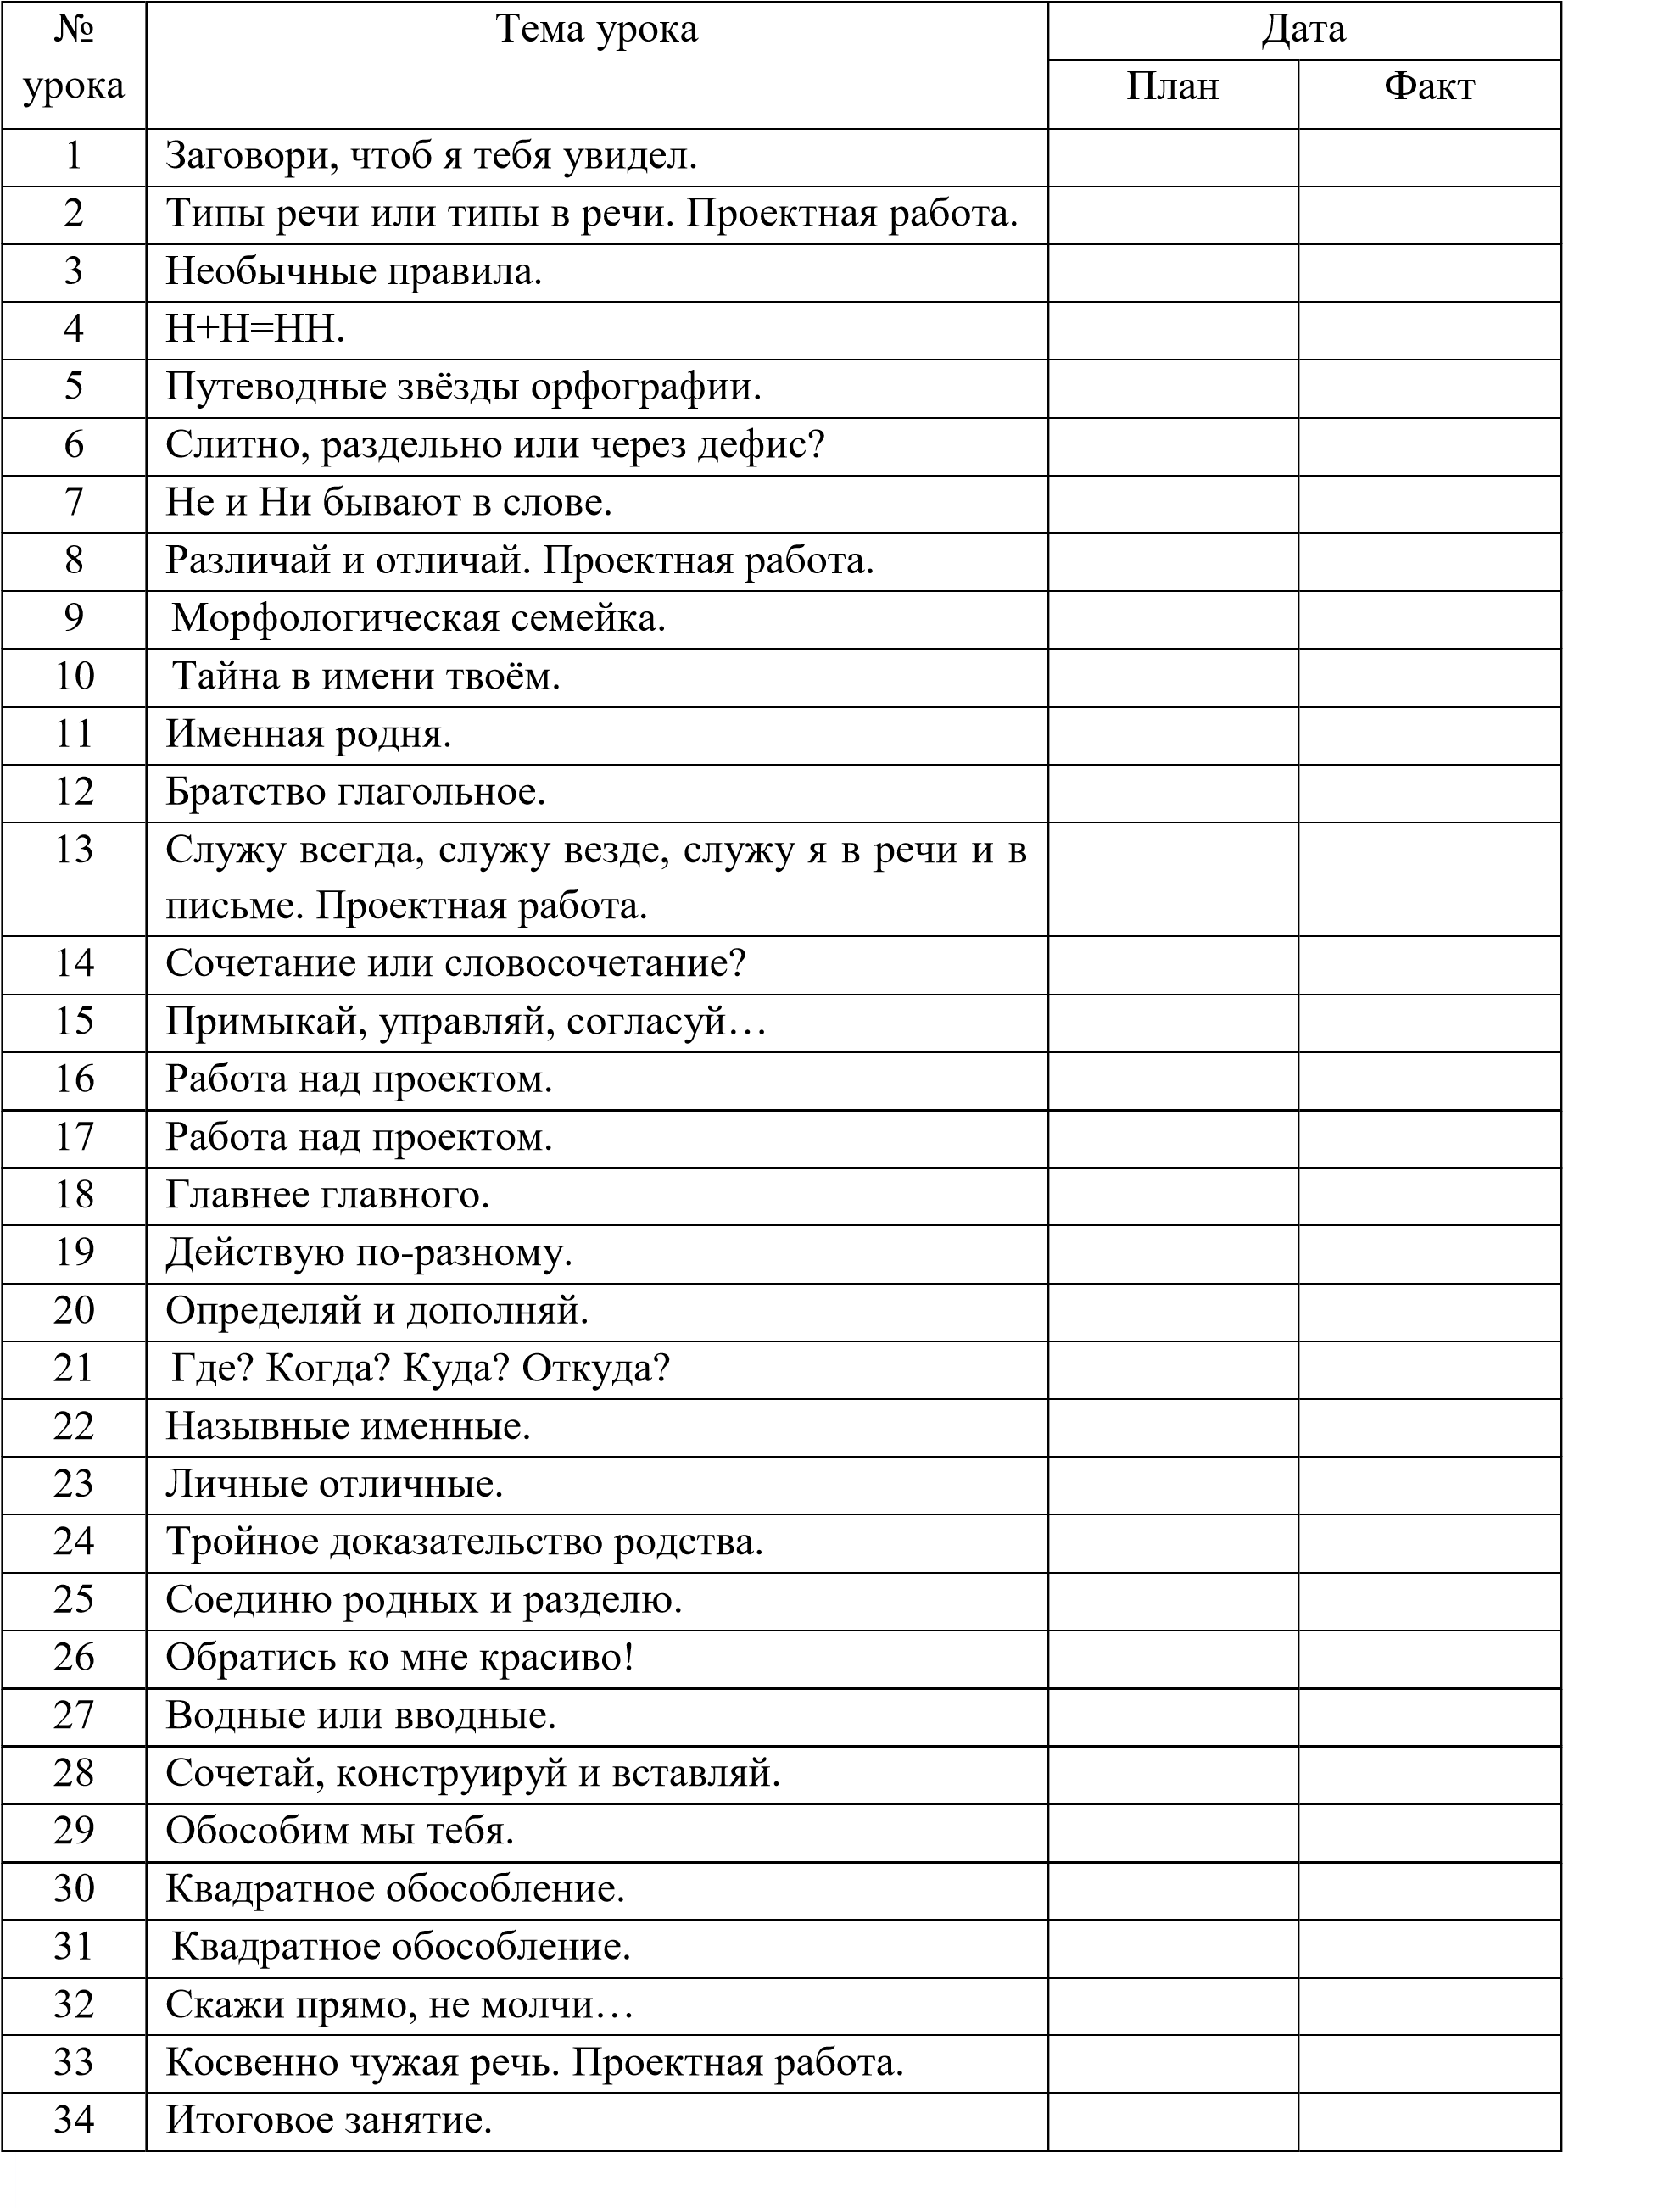 № урока Тема урока Дата
План Факт
1 Заговори, чтоб я тебя увидел.
2 Типы речи или типы в речи. Проектная работа.
3 Необычные правила.
4 Н+Н=НН.
5 Путеводные звёзды орфографии.
6 Слитно, раздельно или через дефис?
7 Не и Ни бывают в слове.
8 Различай и отличай. Проектная работа.
9 Морфологическая семейка.
10 Тайна в имени твоём.
11 Именная родня.
12 Братство глагольное.
13 Служу всегда, служу везде, служу я в речи и в
письме. Проектная работа.
14 Сочетание или словосочетание?
15 Примыкай, управляй, согласуй…
16 Работа над проектом.
17 Работа над проектом.
18 Главнее главного.
19 Действую по-разному.
20 Определяй и дополняй.
21 Где? Когда? Куда? Откуда?
22 Назывные именные.
23 Личные отличные.
24 Тройное доказательство родства.
25 Соединю родных и разделю.
26 Обратись ко мне красиво!
27 Водные или вводные.
28 Сочетай, конструируй и вставляй.
29 Обособим мы тебя.
30 Квадратное обособление.
31 Квадратное обособление.
32 Скажи прямо, не молчи…
33 Косвенно чужая речь. Проектная работа.
34 Итоговое занятие.